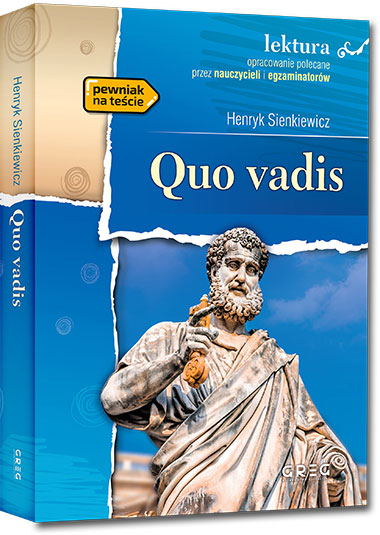 Henryk Sienkiewicz
Quo vadis
GREG
lektura
opracowanie polecane
przez nauczycieli i egzaminatorów
pewniak
na teście
Henryk Sienkiewicz
Quo vadis
GREG